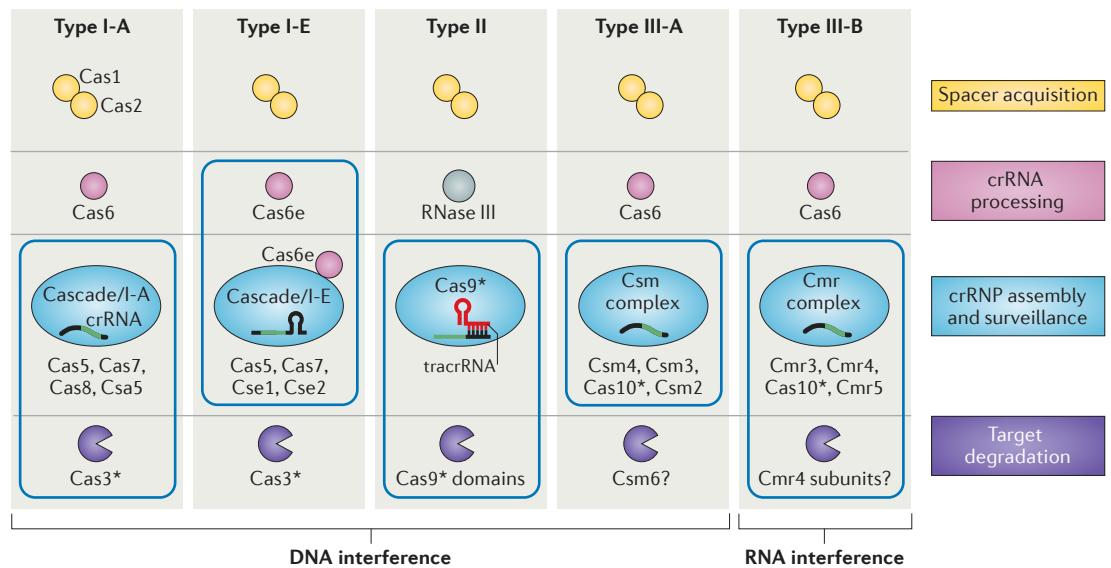 Type I-A
Type I-E
Type II
Type III-A
Type III-B
Cas1
Cas2
Spacer acquisition
Cas6
Cas6e
RNase III
Cas6
Cas6
crRNA
processing
Cascade/I-A
crRNA
Cas6e
Cascade/I-E
Cas9*
tracrRNA
Csm
complex
Cmr
complex
crRNP assembly
and surveillance
Cas5, Cas7,
Cas8, Csa5
Cas5, Cas7,
Cse1, Cse2
Csm4, Csm3,
Cas10*, Csm2
Cmr3, Cmr4,
Cas10*, Cmr5
Cas3*
Cas3*
Cas9* domains
Csm6?
Cmr4 subunits?
Target
degradation
DNA interference
RNA interference